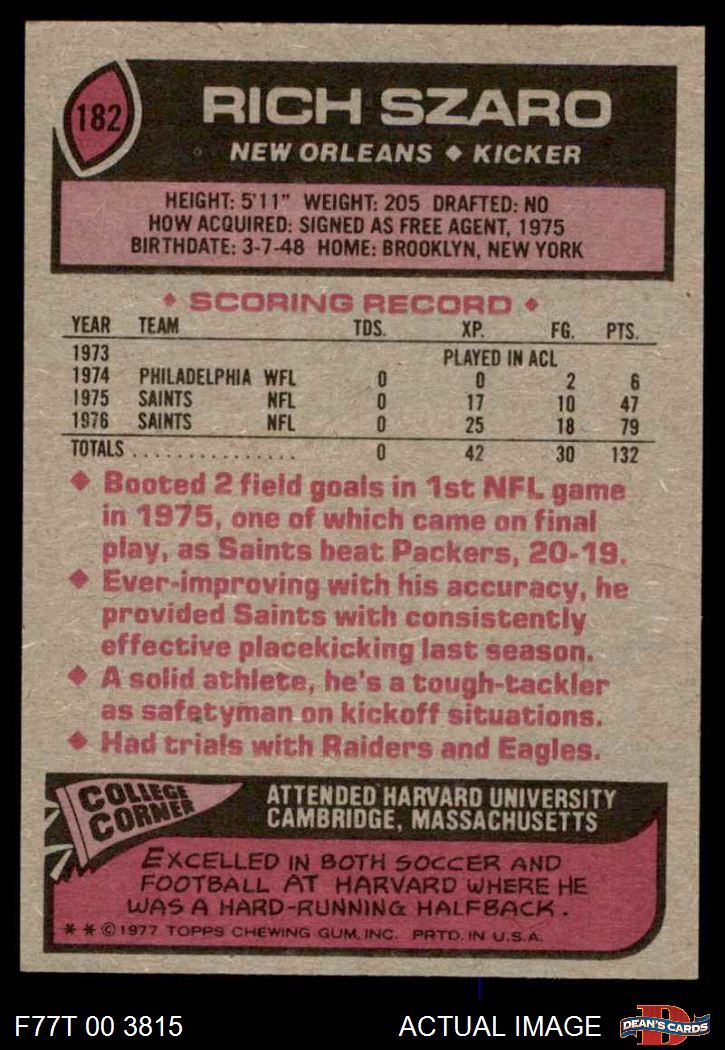 182
RICH SZARO
NEW ORLEANS ◆ KICKER
HEIGHT: 5'11" WEIGHT: 205 DRAFTED: NO
HOW ACQUIRED: SIGNED AS FREE AGENT, 1975
BIRTHDATE: 3-7-48 HOME: BROOKLYN, NEW YORK
◆ SCORING RECORD ◆
YEAR TEAM TDS. XP. FG. PTS.
1973 PLAYED IN ACL
1974 PHILADELPHIA WFL 0 0 2 6
1975 SAINTS NFL 0 17 10 47
1976 SAINTS NFL 0 25 18 79
TOTALS ............... 0 42 30 132
◆ Booted 2 field goals in 1st NFL game
in 1975, one of which came on final
play, as Saints beat Packers, 20-19.
◆ Ever-improving with his accuracy, he
provided Saints with consistently
effective placekicking last season.
◆ A solid athlete, he's a tough-tackler
as safetyman on kickoff situations.
◆ Had trials with Raiders and Eagles.
COLLEGE
CORNER
ATTENDED HARVARD UNIVERSITY
CAMBRIDGE, MASSACHUSETTS
EXCELLED IN BOTH SOCCER AND
FOOTBALL AT HARVARD WHERE HE
WAS A HARD-RUNNING HALFBACK.
* * © 1977 TOPPS CHEWING GUM, INC. PRTD. IN U.S.A.
F77T 00 3815
ACTUAL IMAGE
D
DEAN'S CARDS